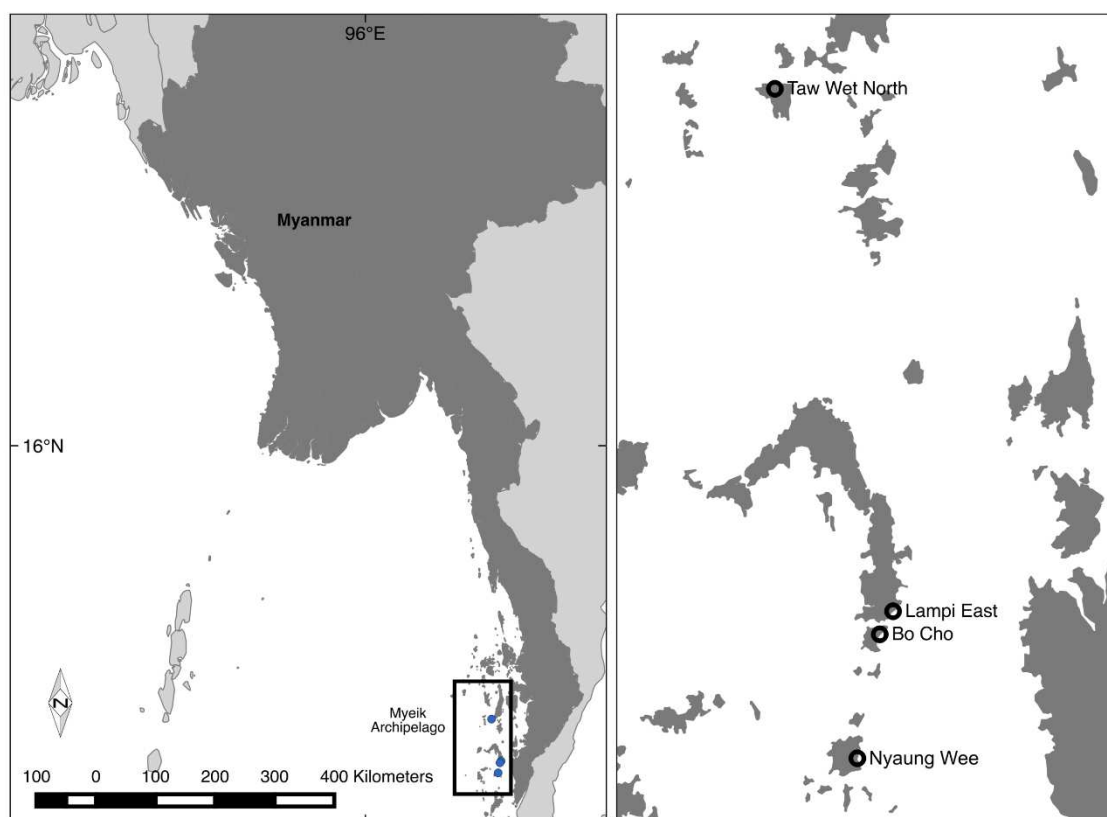 96°E
Myanmar
16°N
Myeik
Archipelago
N
100 0 100 200 300 400 Kilometers
Taw Wet North
Lampi East
Bo Cho
Nyaung Wee